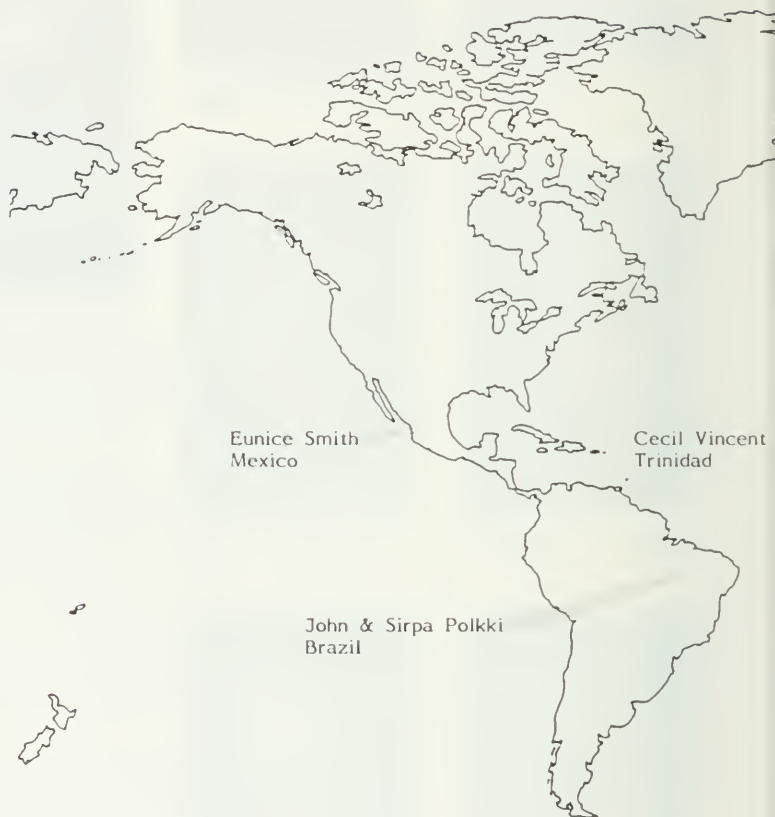 Eunice Smith
Mexico
Cecil Vincent
Trinidad
John & Sirpa Polkki
Brazil